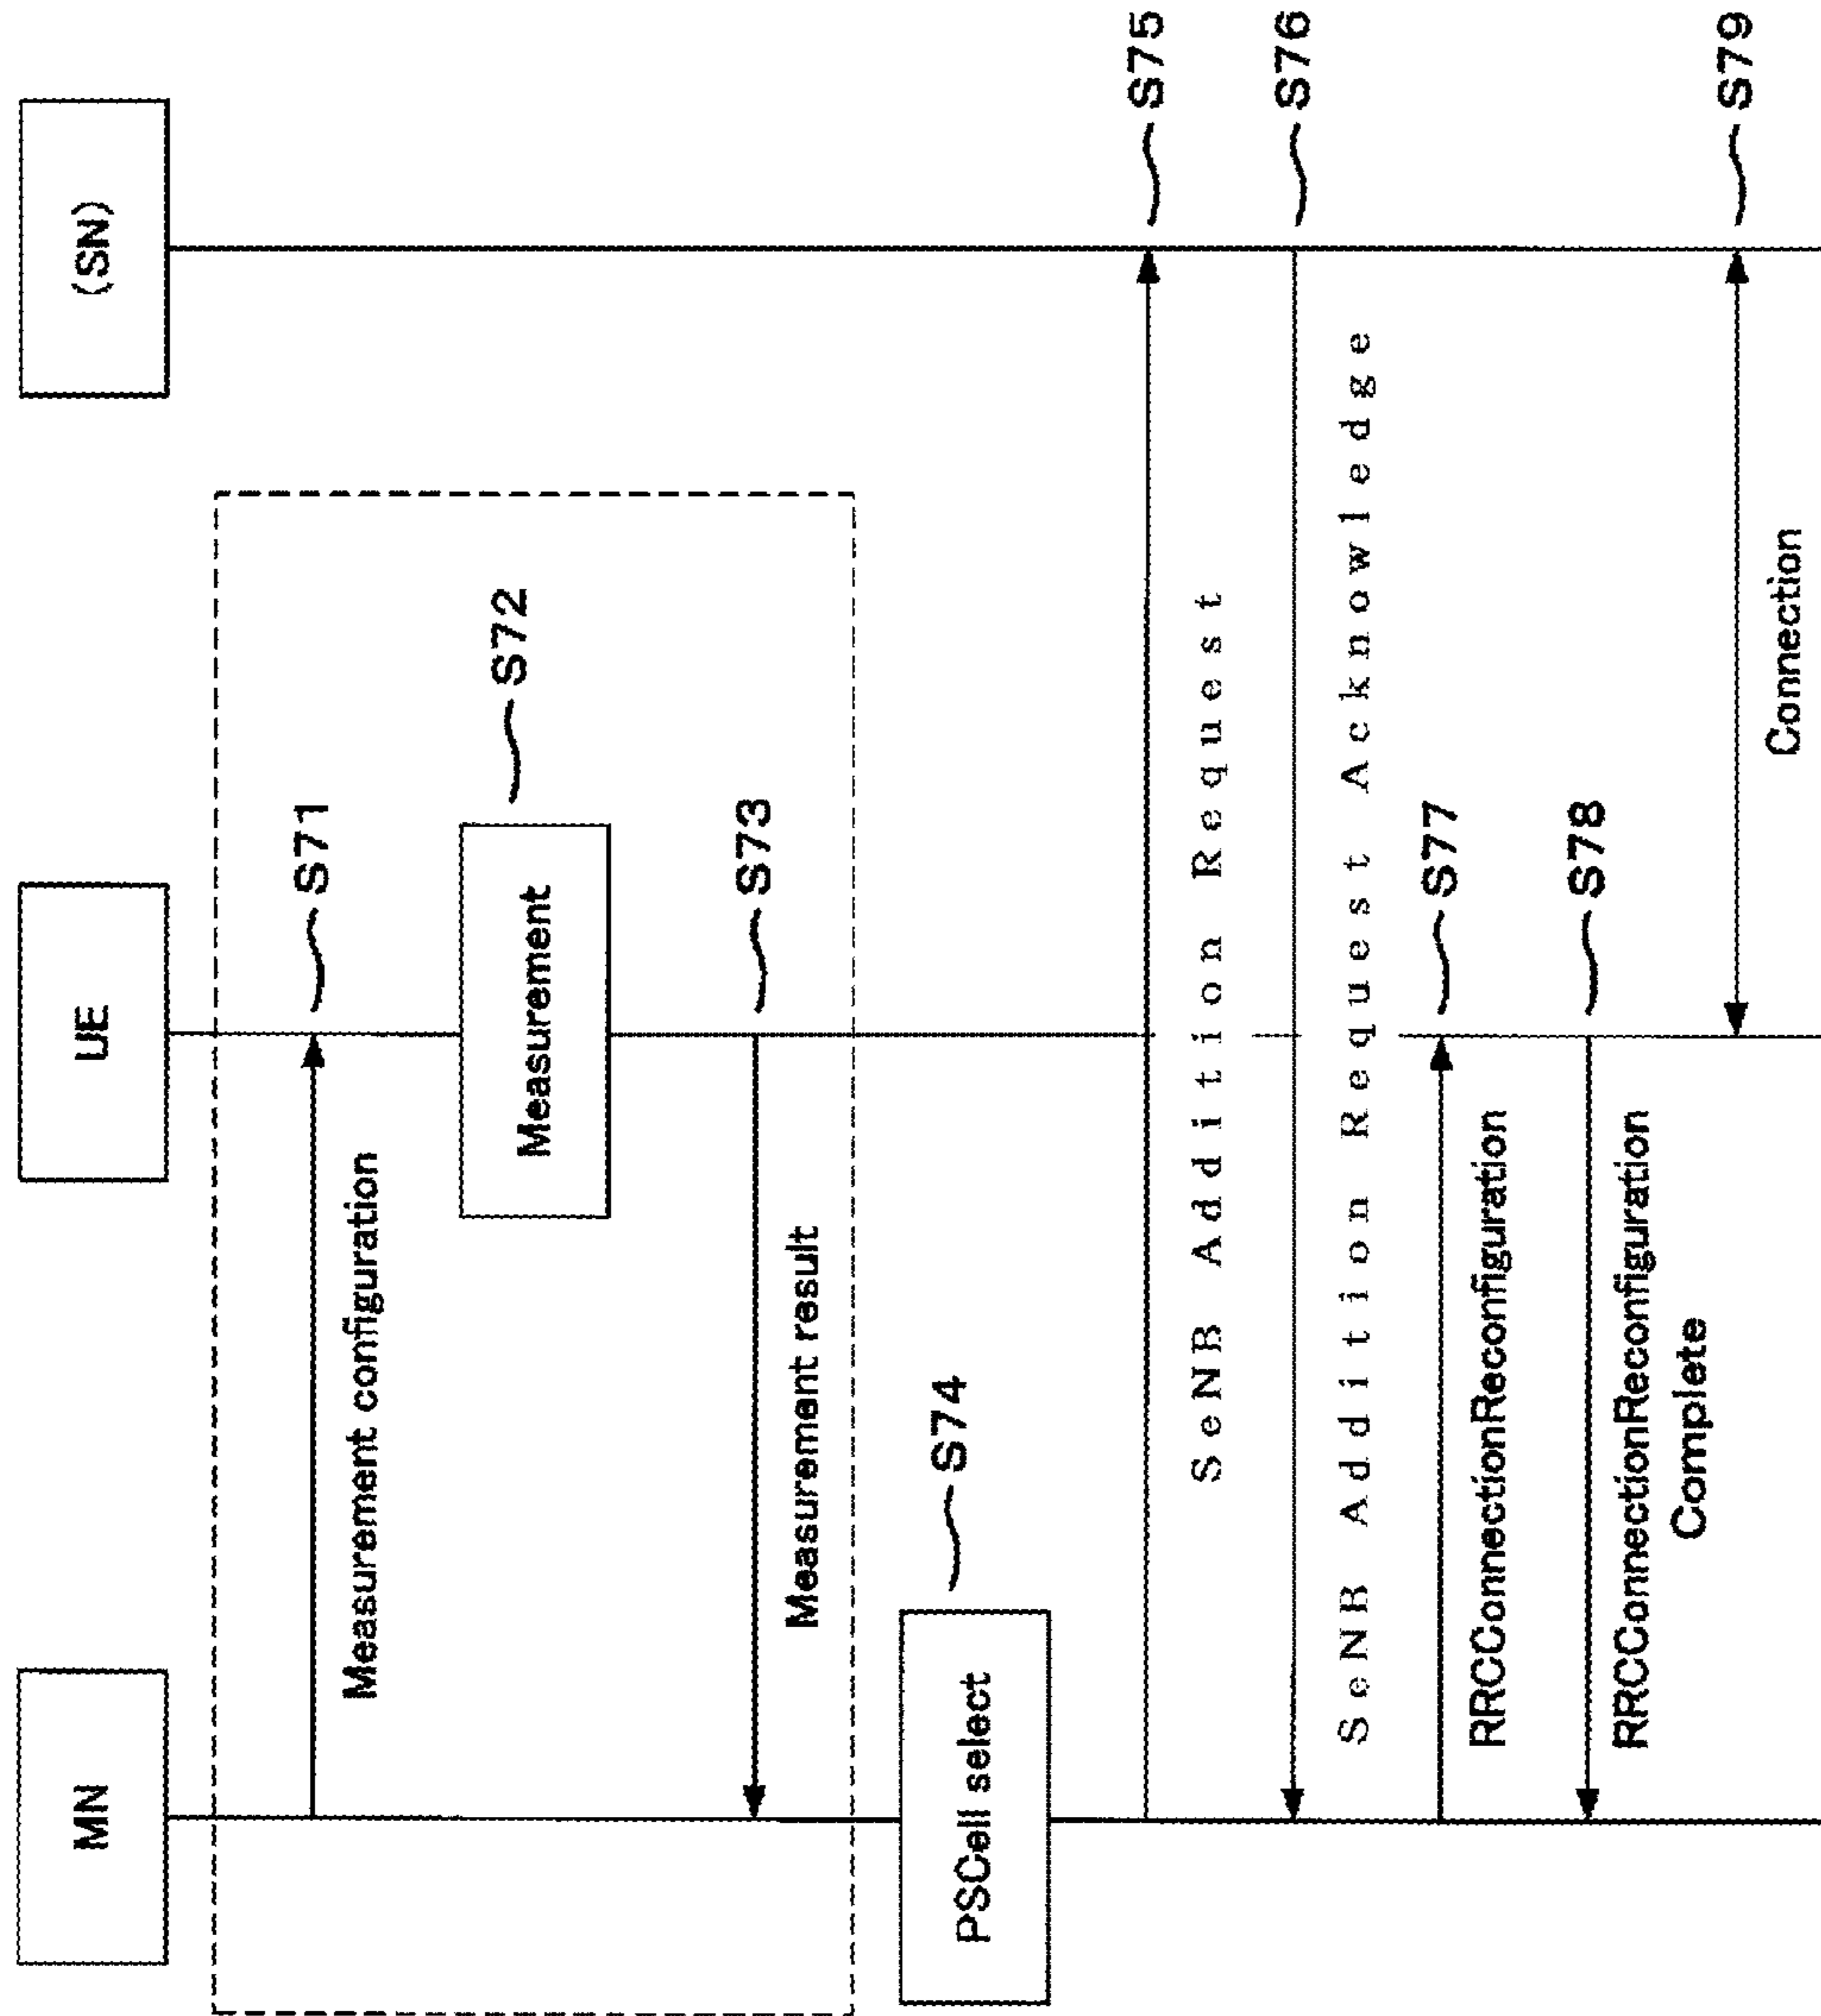 MN
UE
(SN)
S71
Measurement configuration
Measurement
S72
S73
Measurement result
PSCell select
S74
S75
SeNB Addition Request
S76
SeNB Addition Request Acknowledge
S77
RRCConnectionReconfiguration
S78
RRCConnectionReconfiguration
Complete
S79
Connection